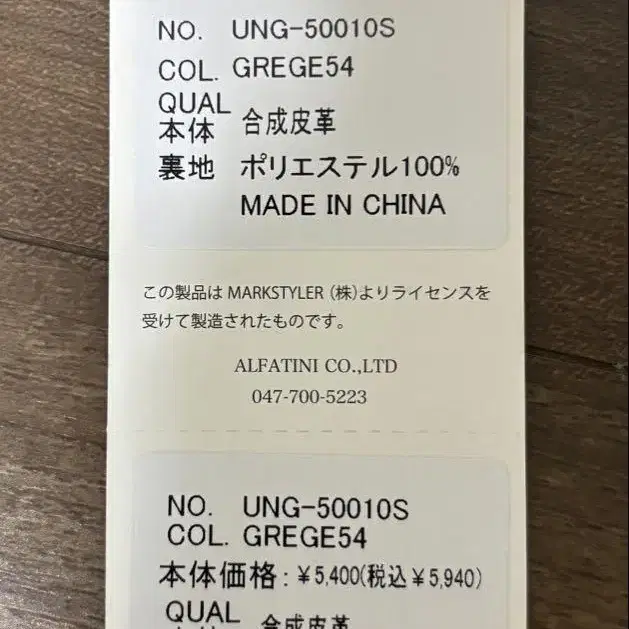 NO. UNG-50010S
COL. GREGE54
QUAL
本体 合成皮革
裏地 ポリエステル100%
MADE IN CHINA
この製品は MARKSTYLER (株)よりライセンスを
受けて製造されたものです。
ALFATINI CO.,LTD
047-700-5223
NO. UNG-50010S
COL. GREGE54
本体価格:¥5,400(税込¥5,940)
QUAL
合成皮革